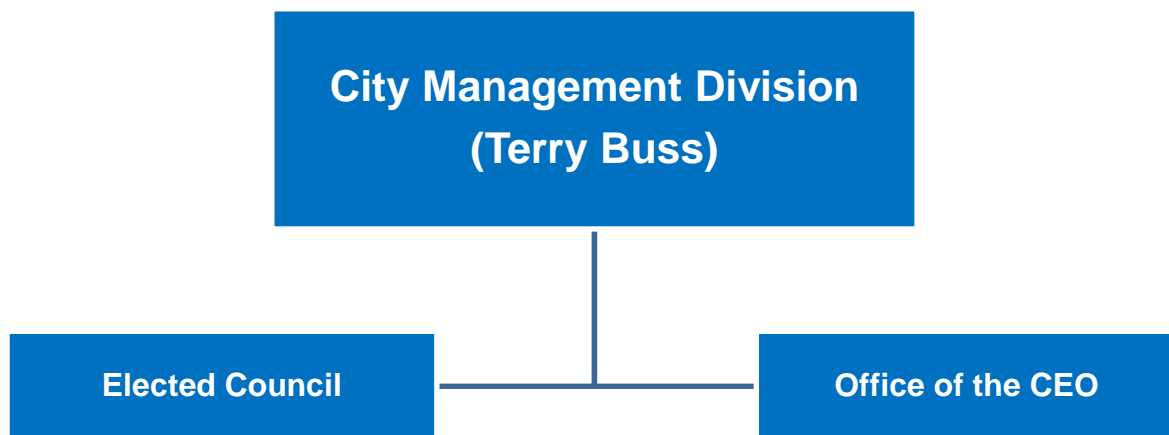 City Management Division
(Terry Buss)
Elected Council
Office of the CEO